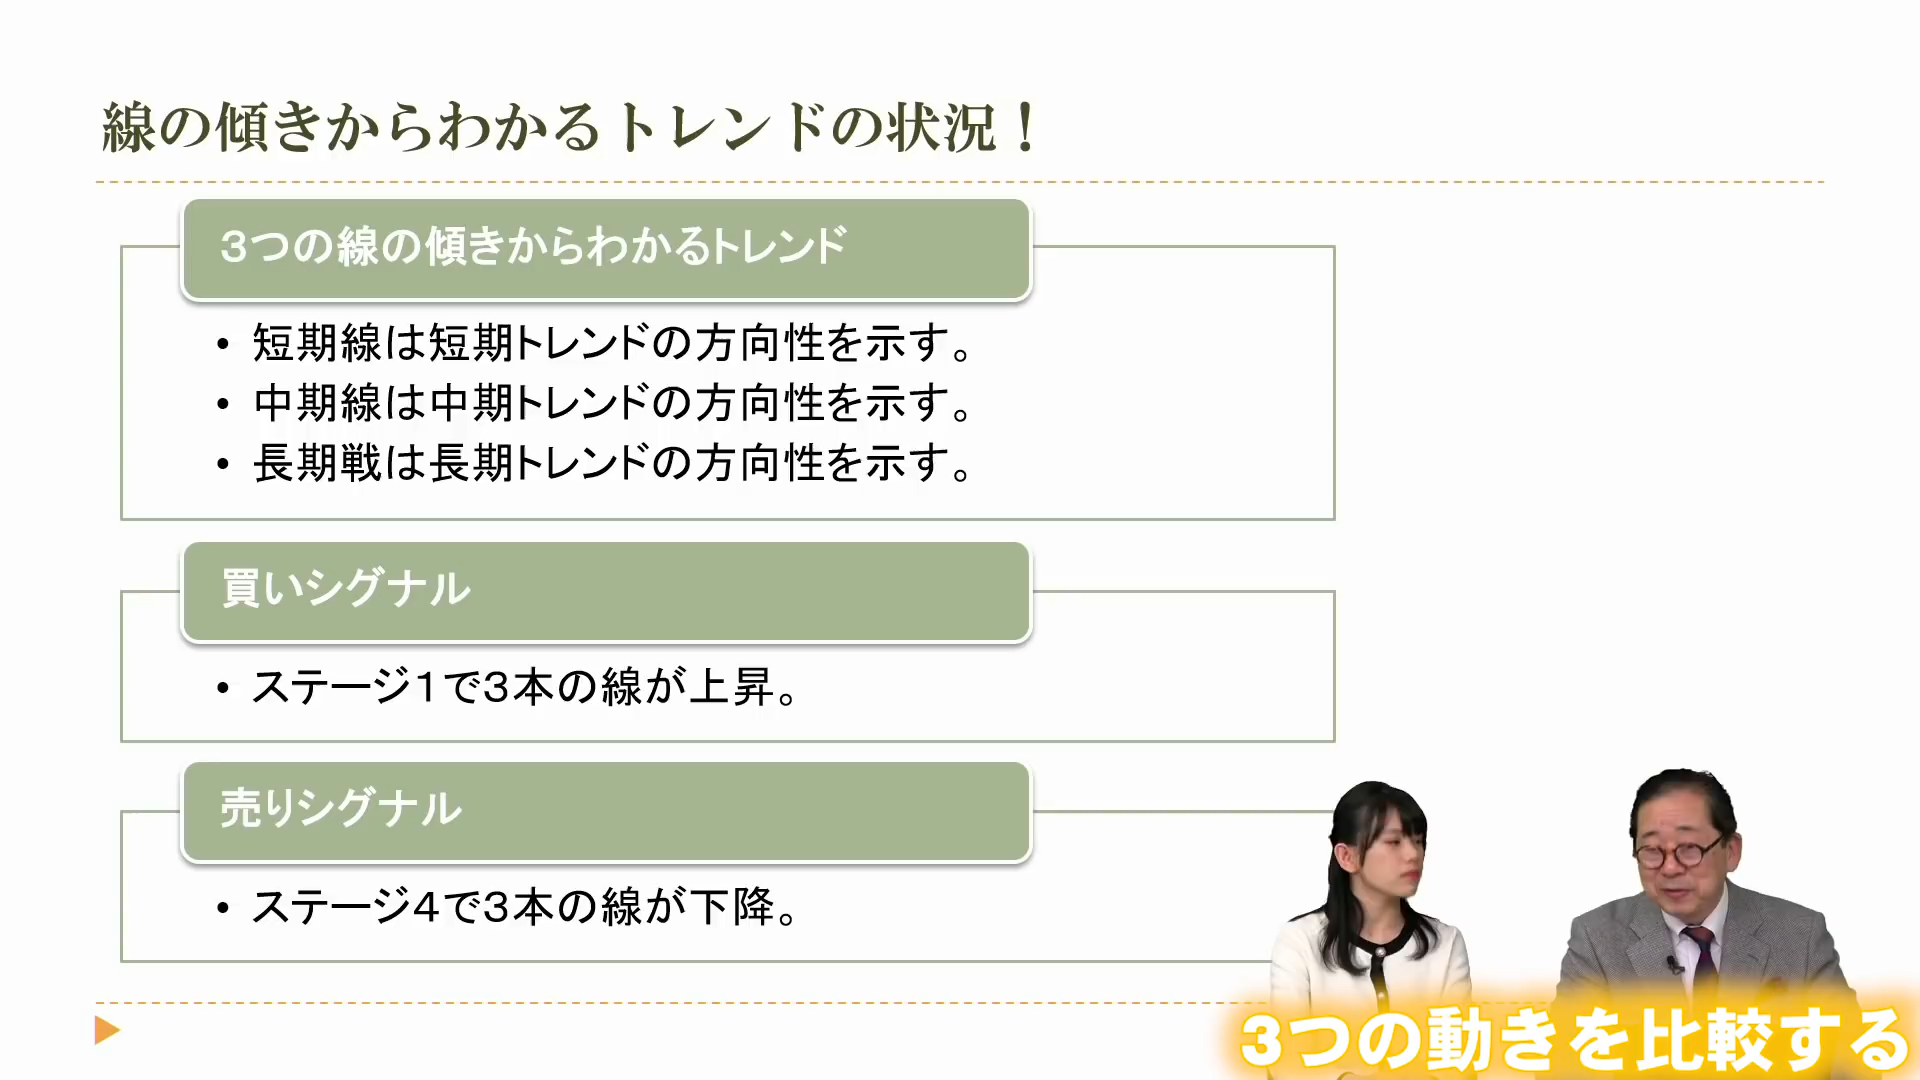 線の傾きからわかるトレンドの状況！
３つの線の傾きからわかるトレンド
• 短期線は短期トレンドの方向性を示す。
• 中期線は中期トレンドの方向性を示す。
• 長期戦は長期トレンドの方向性を示す。
買いシグナル
• ステージ１で３本の線が上昇。
売りシグナル
• ステージ４で３本の線が下降。
3つの動きを比較する